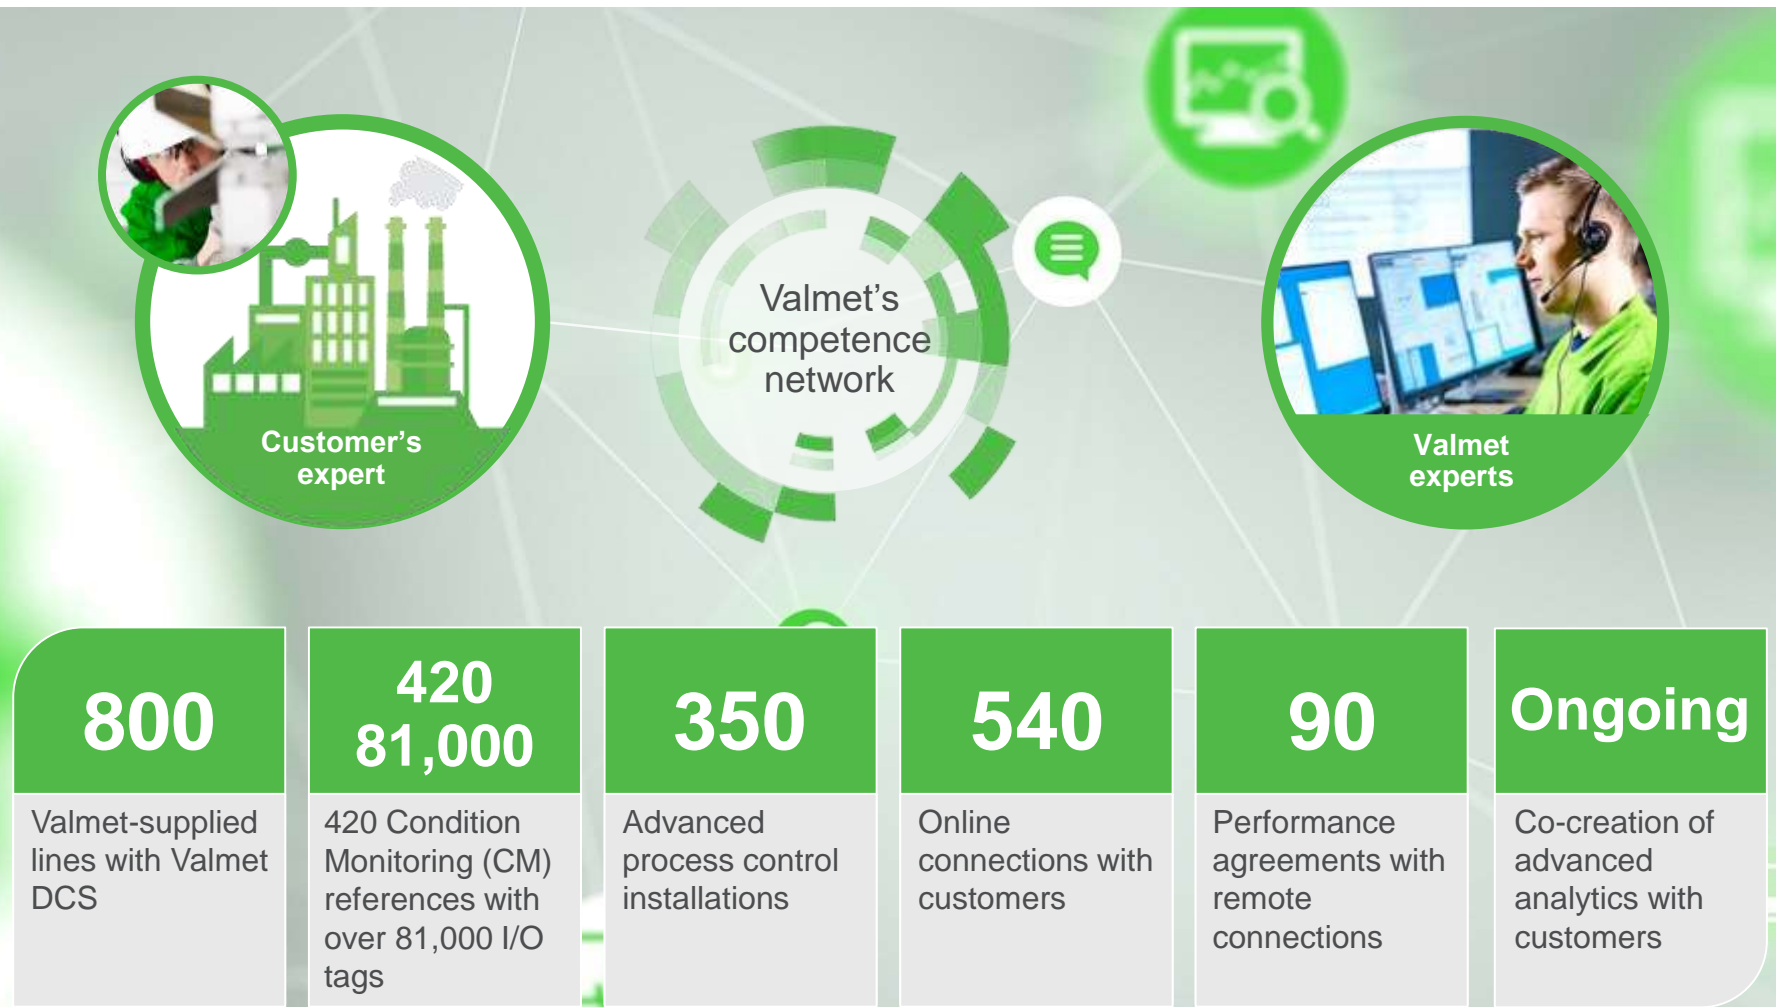 Valmet’s
competence
network
Customer’s
expert
Valmet
experts
800
Valmet-supplied
lines with Valmet
DCS
420
81,000
420 Condition
Monitoring (CM)
references with
over 81,000 I/O
tags
350
Advanced
process control
installations
540
Online
connections with
customers
90
Performance
agreements with
remote
connections
Ongoing
Co-creation of
advanced
analytics with
customers